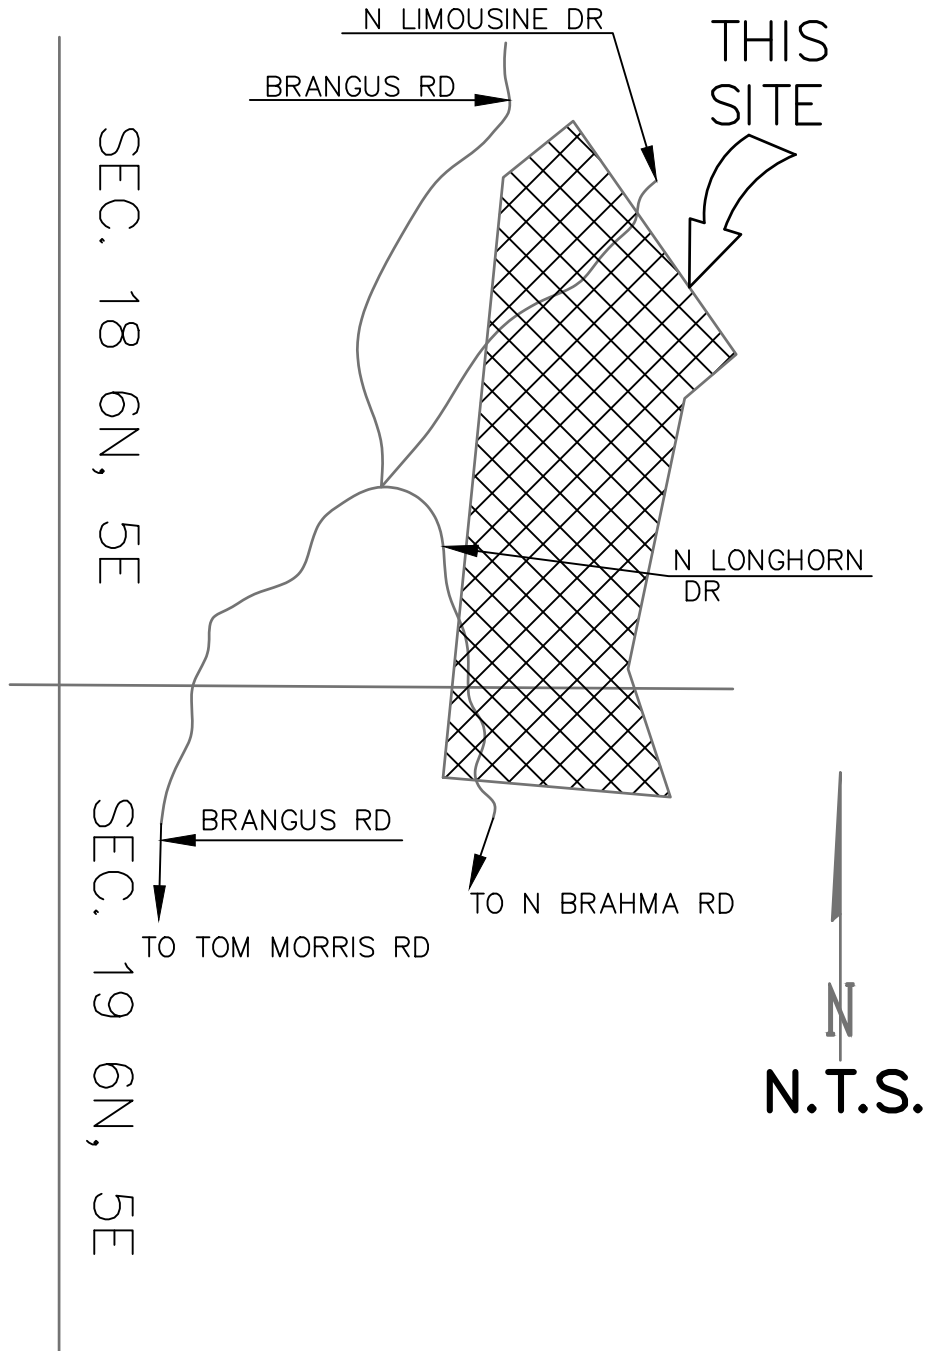 N LIMOUSINE DR
THIS
SITE
BRANGUS RD
SEC. 18 6N, 5E
N LONGHORN
DR
SEC. 19 6N, 5E
BRANGUS RD
TO N BRAHMA RD
TO TOM MORRIS RD
N
N.T.S.